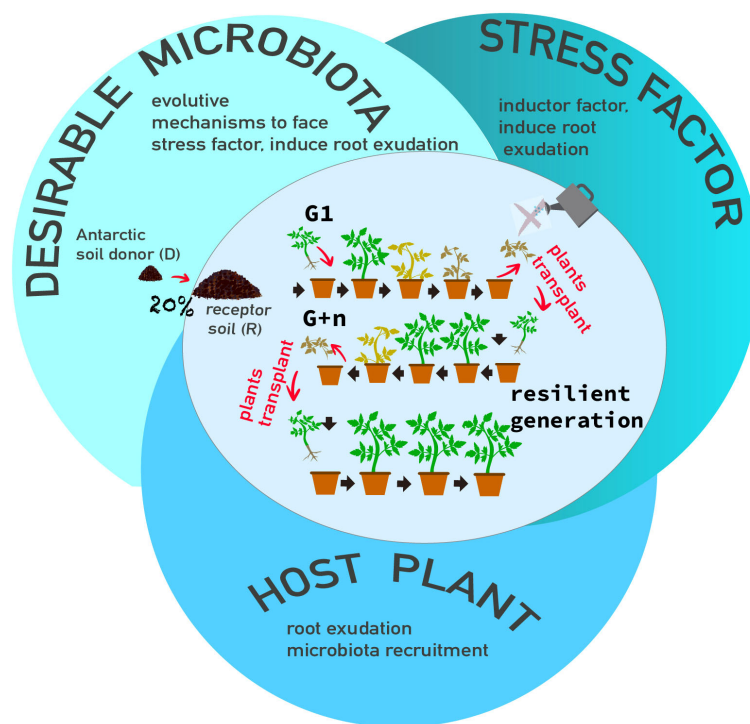 DESIRABLE MICROBIOTA
STRESS FACTOR
evolutive
mechanisms to face
stress factor, induce root exudation
inductor factor,
induce root
exudation
Antarctic
soil donor (D)
20%
receptor
soil (R)
G1
plants
transplant
G+n
plants
transplant
resilient
generation
HOST PLANT
root exudation
microbiota recruitment